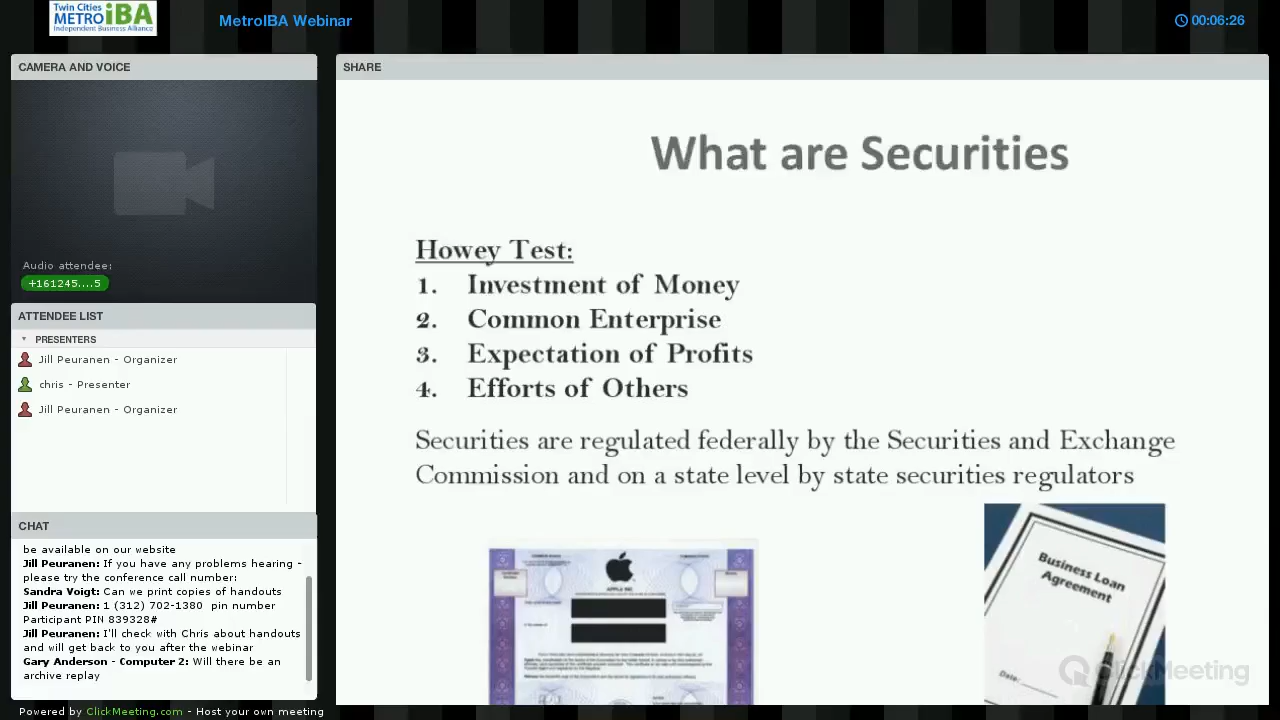 Twin Cities
METROIBA
Independent Business Alliance
MetroIBA Webinar
00:06:26
CAMERA AND VOICE
Audio attendee:
+161245....5
ATTENDEE LIST
PRESENTERS
Jill Peuranen - Organizer
chris - Presenter
Jill Peuranen - Organizer
CHAT
be available on our website
Jill Peuranen: If you have any problems hearing -
please try the conference call number:
Sandra Voigt: Can we print copies of handouts
Jill Peuranen: 1 (312) 702-1380 pin number
Participant PIN 839328#
Jill Peuranen: I'll check with Chris about handouts
and will get back to you after the webinar
Cary Anderson - Computer 2: Will there be an
archive replay
Powered by ClickMeeting.com - Host your own meeting
SHARE
What are Securities
Howey Test:
1. Investment of Money
2. Common Enterprise
3. Expectation of Profits
4. Efforts of Others
Securities are regulated federally by the Securities and Exchange
Commission and on a state level by state securities regulators
APPLE INC
Business Loan
Agreement
Date:
ClickMeeting